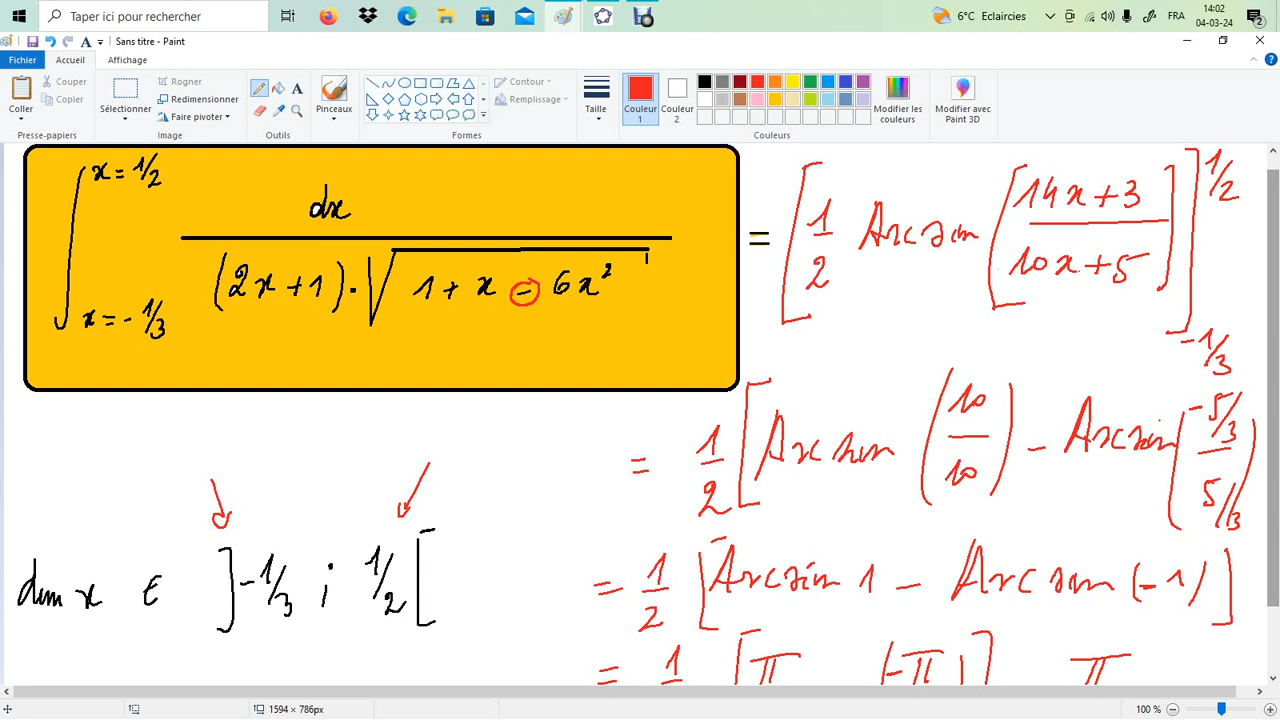 Taper ici pour rechercher
6°C Eclaircies
FRA
14:02
04-03-24
2
Sans titre - Paint
Fichier
Accueil
Affichage
Coller
Couper
Copier
Presse-papiers
Sélectionner
Rogner
Redimensionner
Faire pivoter
Image
A
Outils
Pinceaux
Contour
Remplissage
Formes
Taille
Couleur 1
Couleur 2
Modifier les couleurs
Couleurs
Modifier avec Paint 3D
∫ x = -1/3 x = 1/2 dx / ((2x+1)·√(1 + x - 6x²)) = [1/2 Arcsin [(14x+3)/(10x+5)]] -1/3 1/2
= 1/2 [Arcsin (10/10) - Arcsin (-5/3 / 5/3)
dom x ∈ ]-1/3 ; 1/2[
= 1/2 [Arcsin 1 - Arcsin (-1)]
1594 × 786px
100 %